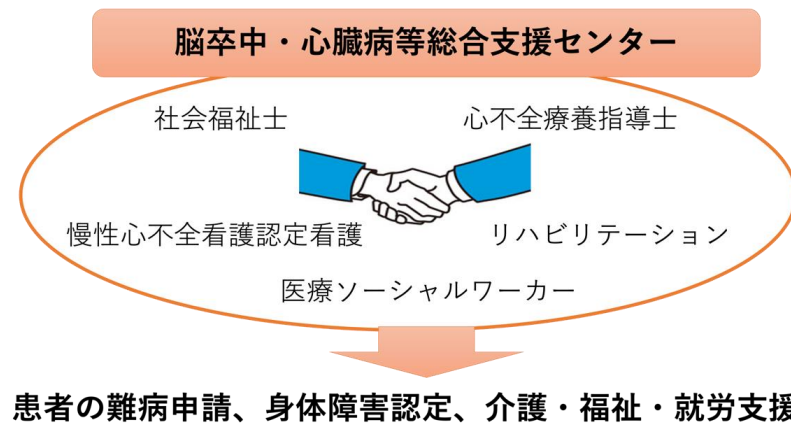 脳卒中・心臓病等総合支援センター
社会福祉士 心不全療養指導士
慢性心不全看護認定看護 リハビリテーション
医療ソーシャルワーカー
患者の難病申請、身体障害認定、介護・福祉・就労支援